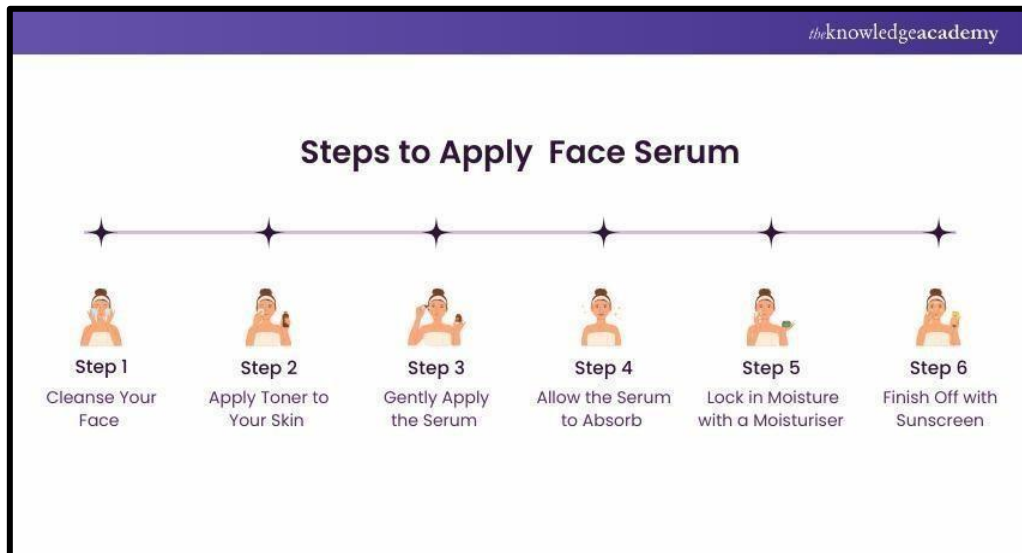 theknowledgeacademy
Steps to Apply Face Serum
Step 1
Cleanse Your
Face
Step 2
Apply Toner to
Your Skin
Step 3
Gently Apply
the Serum
Step 4
Allow the Serum
to Absorb
Step 5
Lock in Moisture
with a Moisturiser
Step 6
Finish Off with
Sunscreen